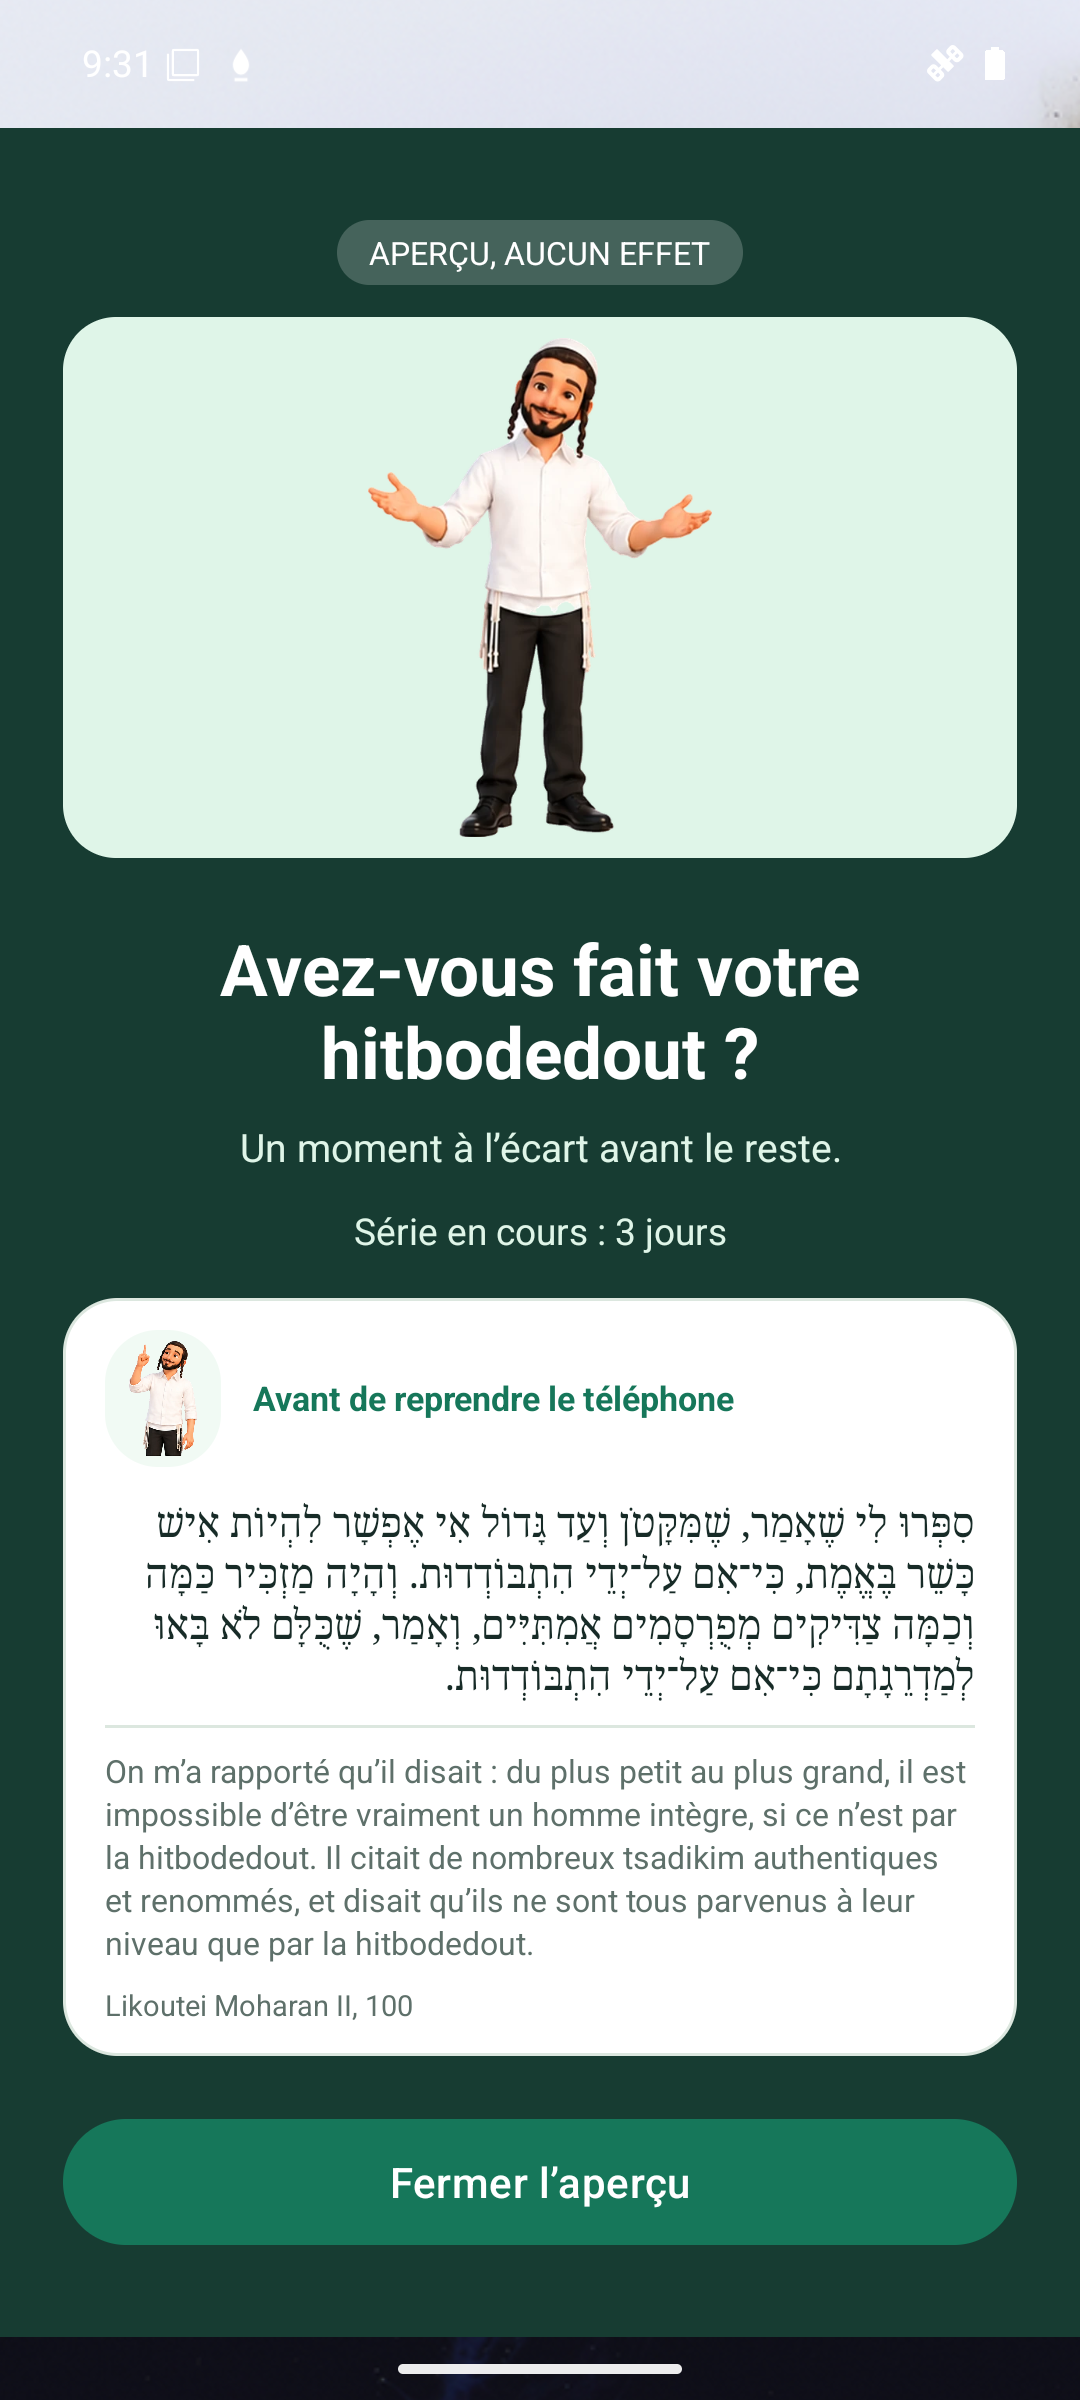 9:31
APERÇU, AUCUN EFFET
Avez-vous fait votre
hitbodedout ?
Un moment à l’écart avant le reste.
Série en cours : 3 jours
Avant de reprendre le téléphone
סִפְּרוּ לִי שֶׁאָמַר, שֶׁמִּקָּטֹן וְעַד גָּדוֹל אִי אֶפְשָׁר לִהְיוֹת אִישׁ
כָּשֵׁר בֶּאֱמֶת, כִּי־אִם עַל־יְדֵי הִתְבּוֹדְדוּת. וְהָיָה מַזְכִּיר כַּמָּה
וְכַמָּה צַדִּיקִים מְפֻרְסָמִים אֲמִתִּיִּים, וְאָמַר, שֶׁכֻּלָּם לֹא בָּאוּ
לְמַדְרֵגָתָם כִּי־אִם עַל־יְדֵי הִתְבּוֹדְדוּת.
On m’a rapporté qu’il disait : du plus petit au plus grand, il est
impossible d’être vraiment un homme intègre, si ce n’est par
la hitbodedout. Il citait de nombreux tsadikim authentiques
et renommés, et disait qu’ils ne sont tous parvenus à leur
niveau que par la hitbodedout.
Likoutei Moharan II, 100
Fermer l’aperçu